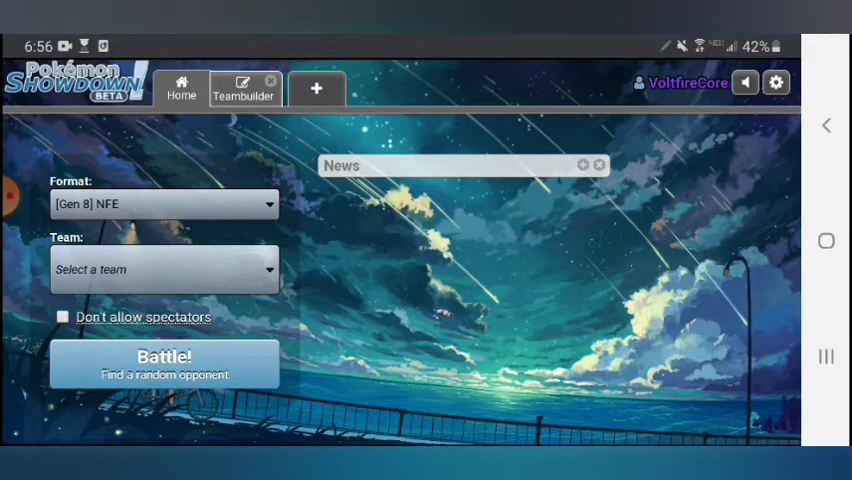 6:56
42%
Pokémon
SHOWDOWN!
BETA
Home
Teambuilder
+
VoltfireCore
News
Format:
[Gen 8] NFE
Team:
Select a team
Don't allow spectators
Battle!
Find a random opponent